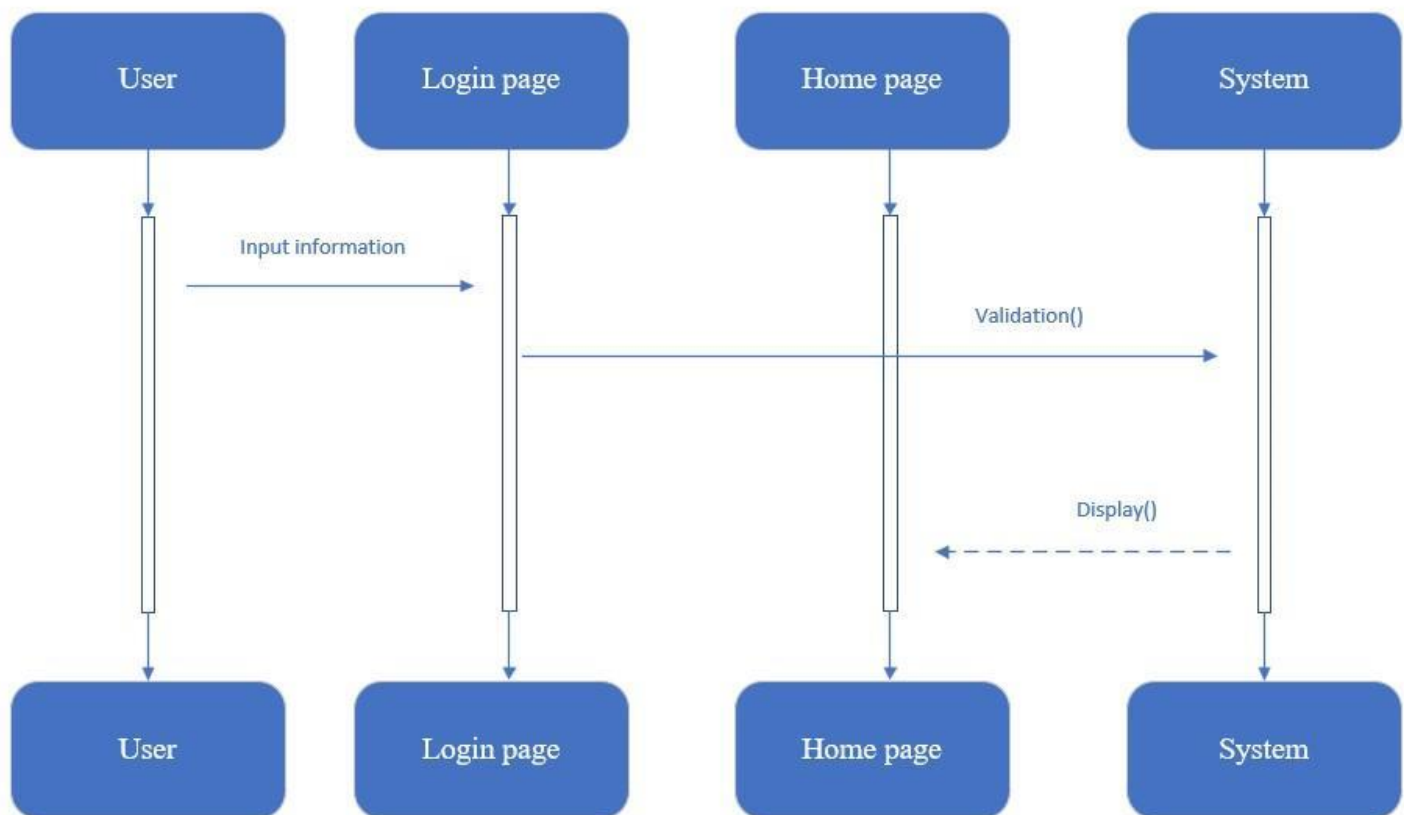 User
Login page
Home page
System
Input information
Validation()
Display()
User
Login page
Home page
System